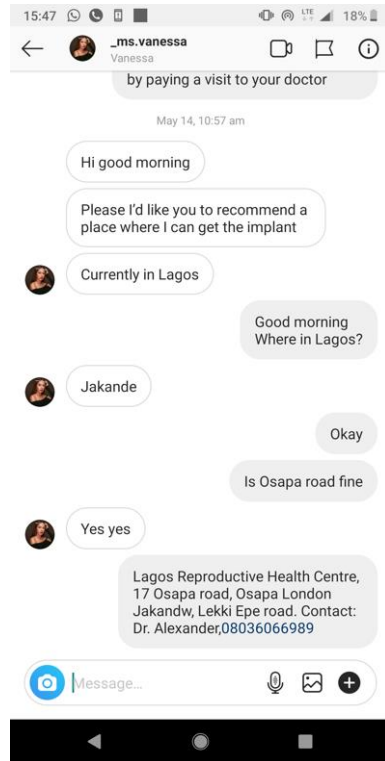 15:47
LTE
18%
_ms.vanessa
Vanessa
by paying a visit to your doctor
May 14, 10:57 am
Hi good morning
Please I'd like you to recommend a
place where I can get the implant
Currently in Lagos
Good morning
Where in Lagos?
Jakande
Okay
Is Osapa road fine
Yes yes
Lagos Reproductive Health Centre,
17 Osapa road, Osapa London
Jakandw, Lekki Epe road. Contact:
Dr. Alexander,08036066989
Message...